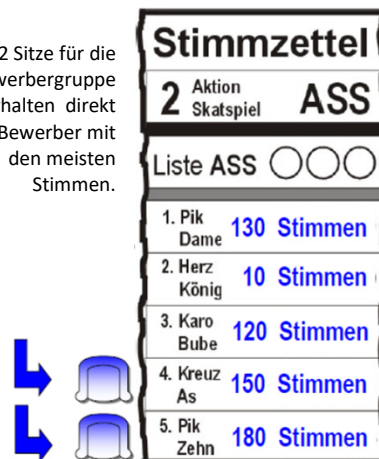 2 Sitze für die
werbergruppe
halten direkt
Bewerber mit
den meisten
Stimmen.
Stimmzettel
2 Aktion Skatspiel ASS
Liste ASS
1. Pik Dame 130 Stimmen
2. Herz König 10 Stimmen
3. Karo Bube 120 Stimmen
4. Kreuz As 150 Stimmen
5. Pik Zehn 180 Stimmen